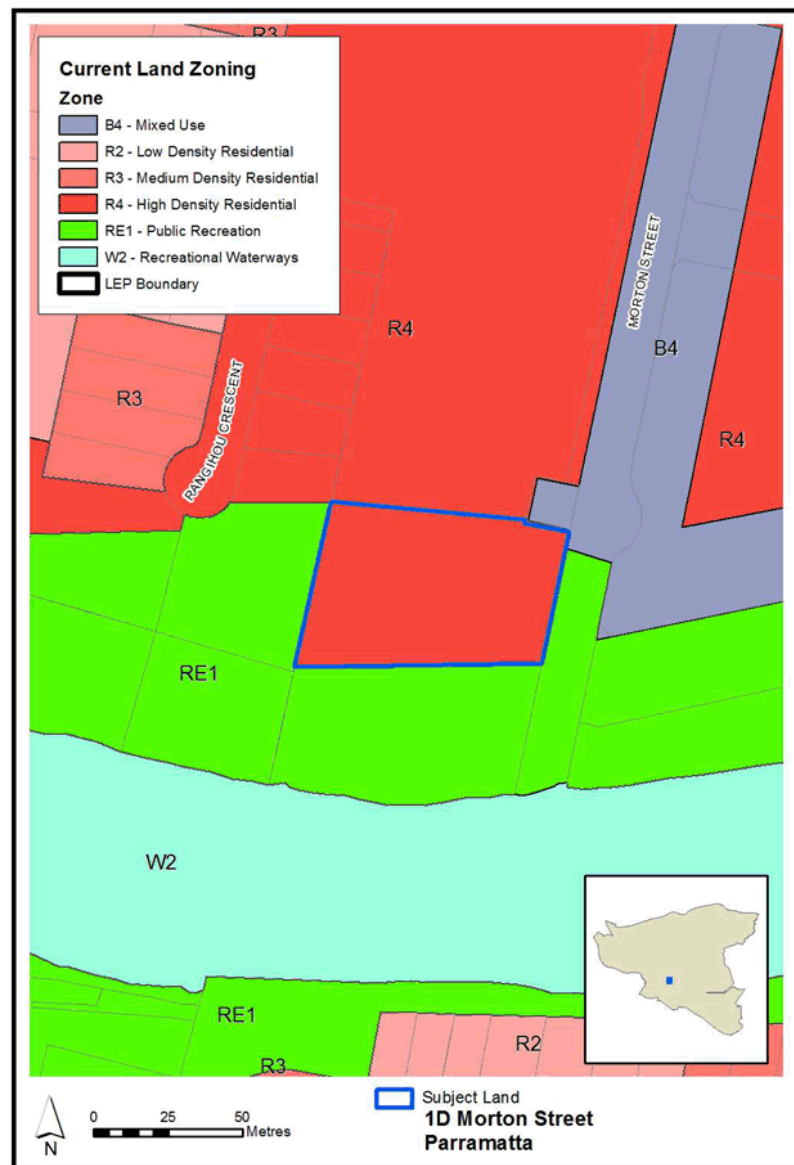 R3
Current Land Zoning
Zone
B4 - Mixed Use
R2 - Low Density Residential
R3 - Medium Density Residential
R4 - High Density Residential
RE1 - Public Recreation
W2 - Recreational Waterways
LEP Boundary
MORTON STREET
R4
B4
RANGIHOU CRESCENT
R3
R4
RE1
W2
RE1
R2
R3
Subject Land
1D Morton Street
Parramatta
0 25 50
Metres
N